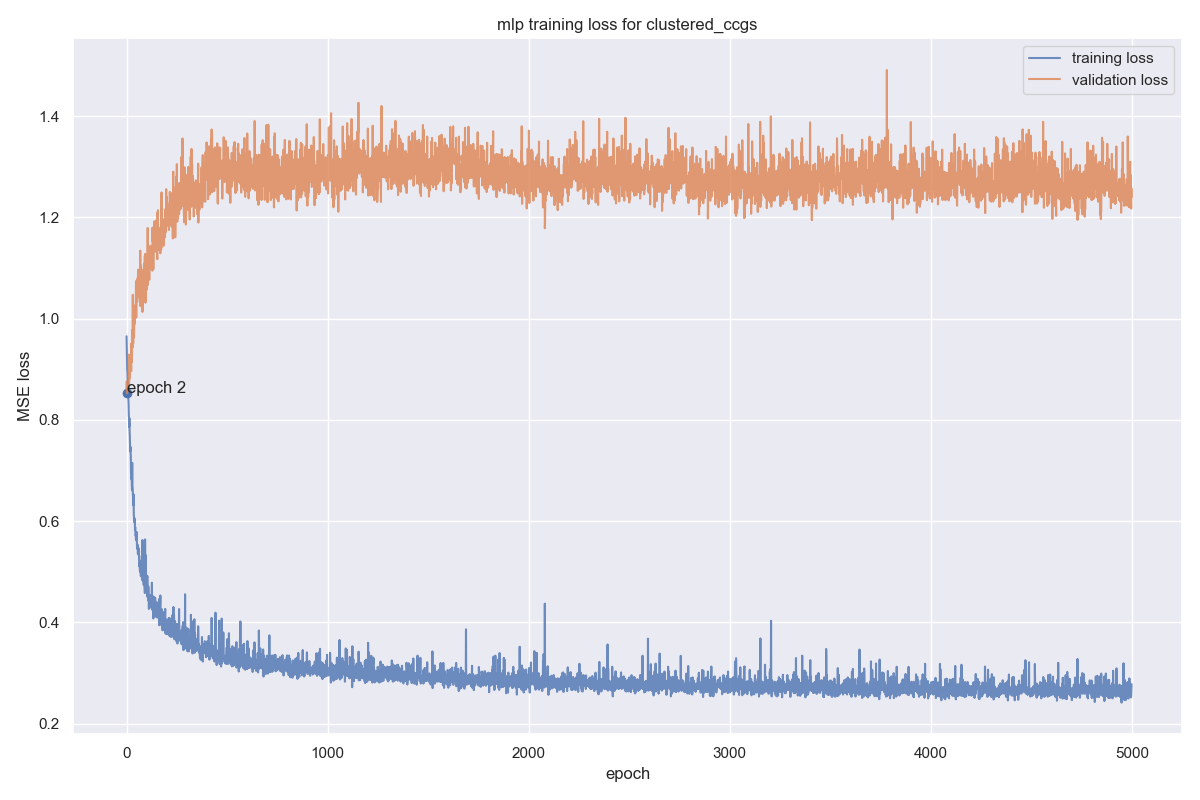 mlp training loss for clustered_ccgs
training loss
validation loss
1.4
1.2
1.0
0.8
0.6
0.4
0.2
MSE loss
epoch 2
0
1000
2000
3000
4000
5000
epoch